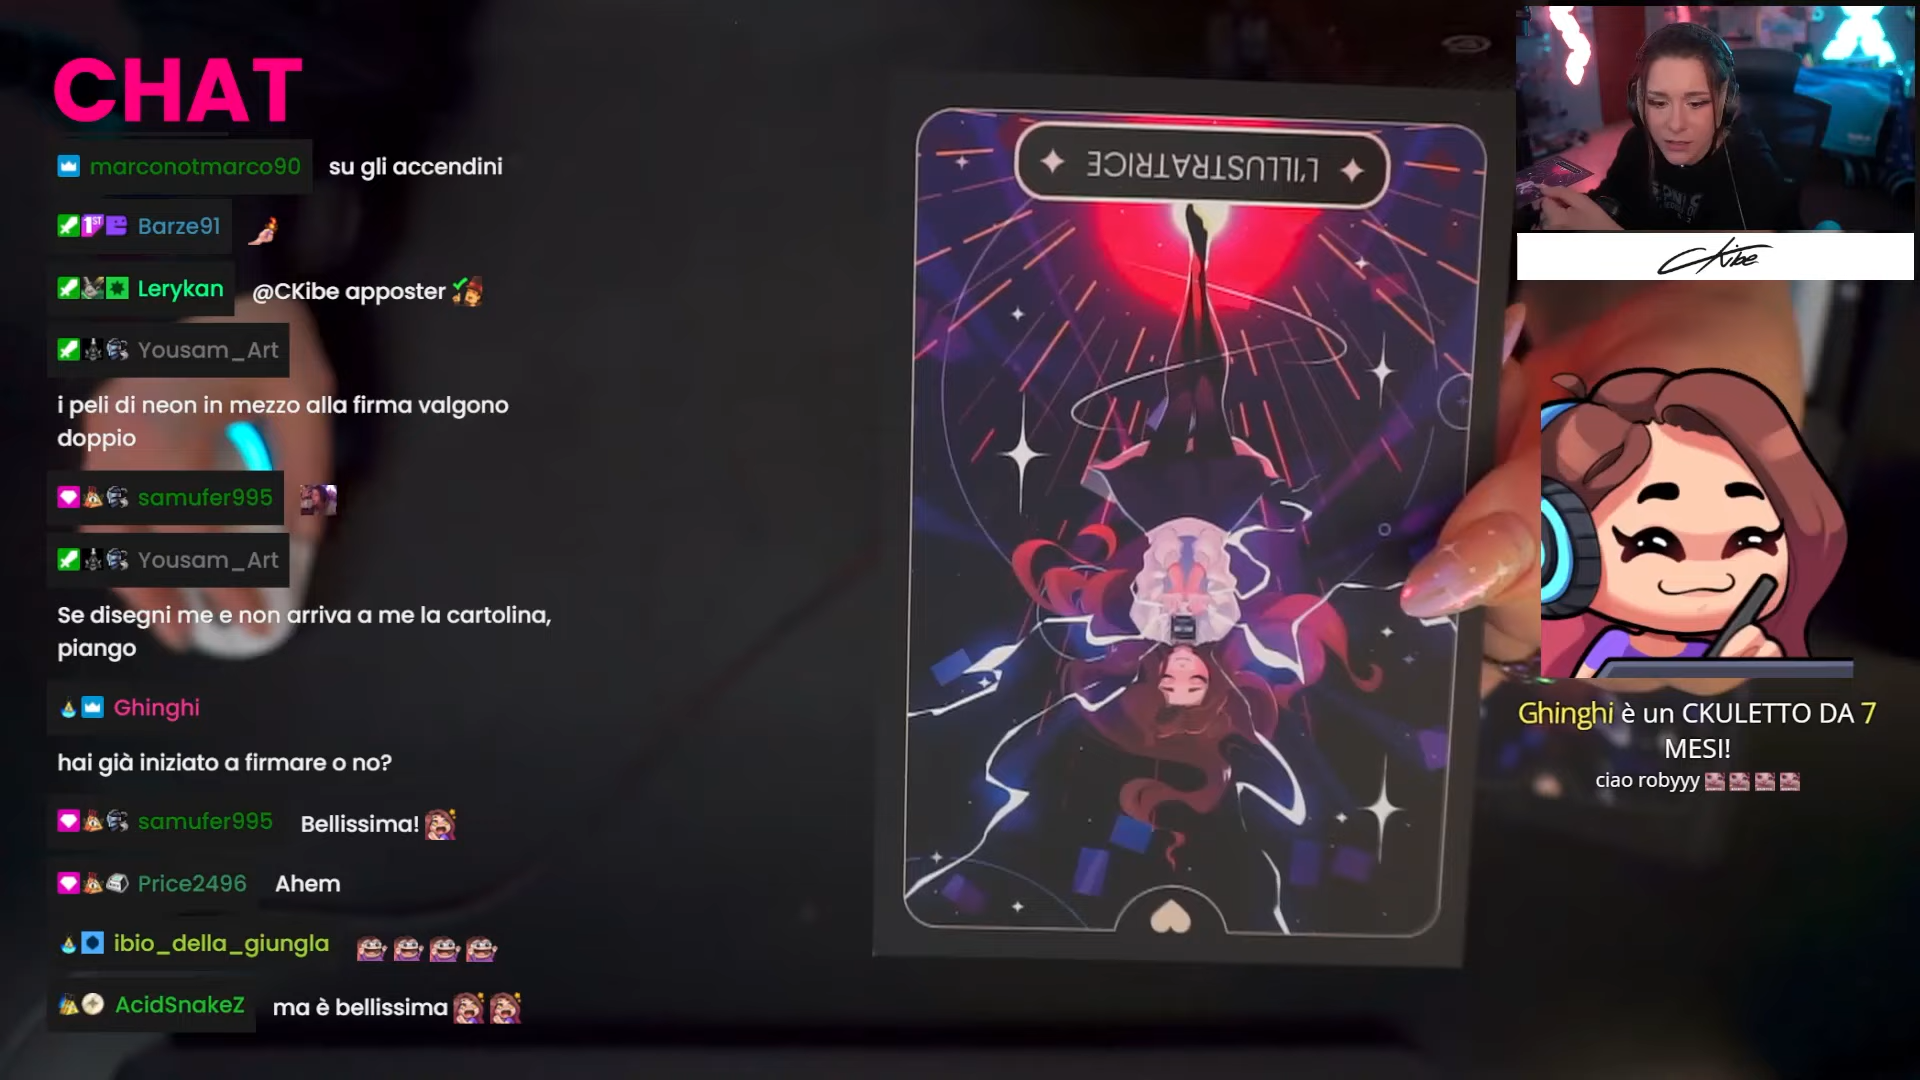 CHAT
marconotmarco90 su gli accendini
1ST Barze91
Lerykan @CKibe apposter
Yousam_Art
i peli di neon in mezzo alla firma valgono
doppio
samufer995
Yousam_Art
Se disegni me e non arriva a me la cartolina,
piango
Ghinghi
hai già iniziato a firmare o no?
samufer995 Bellissima!
Price2496 Ahem
ibio_della_giungla
AcidSnakeZ ma è bellissima
L'ILLUSTRATRICE
CKibe
Ghinghi è un CKULETTO DA 7
MESI!
ciao robyyy